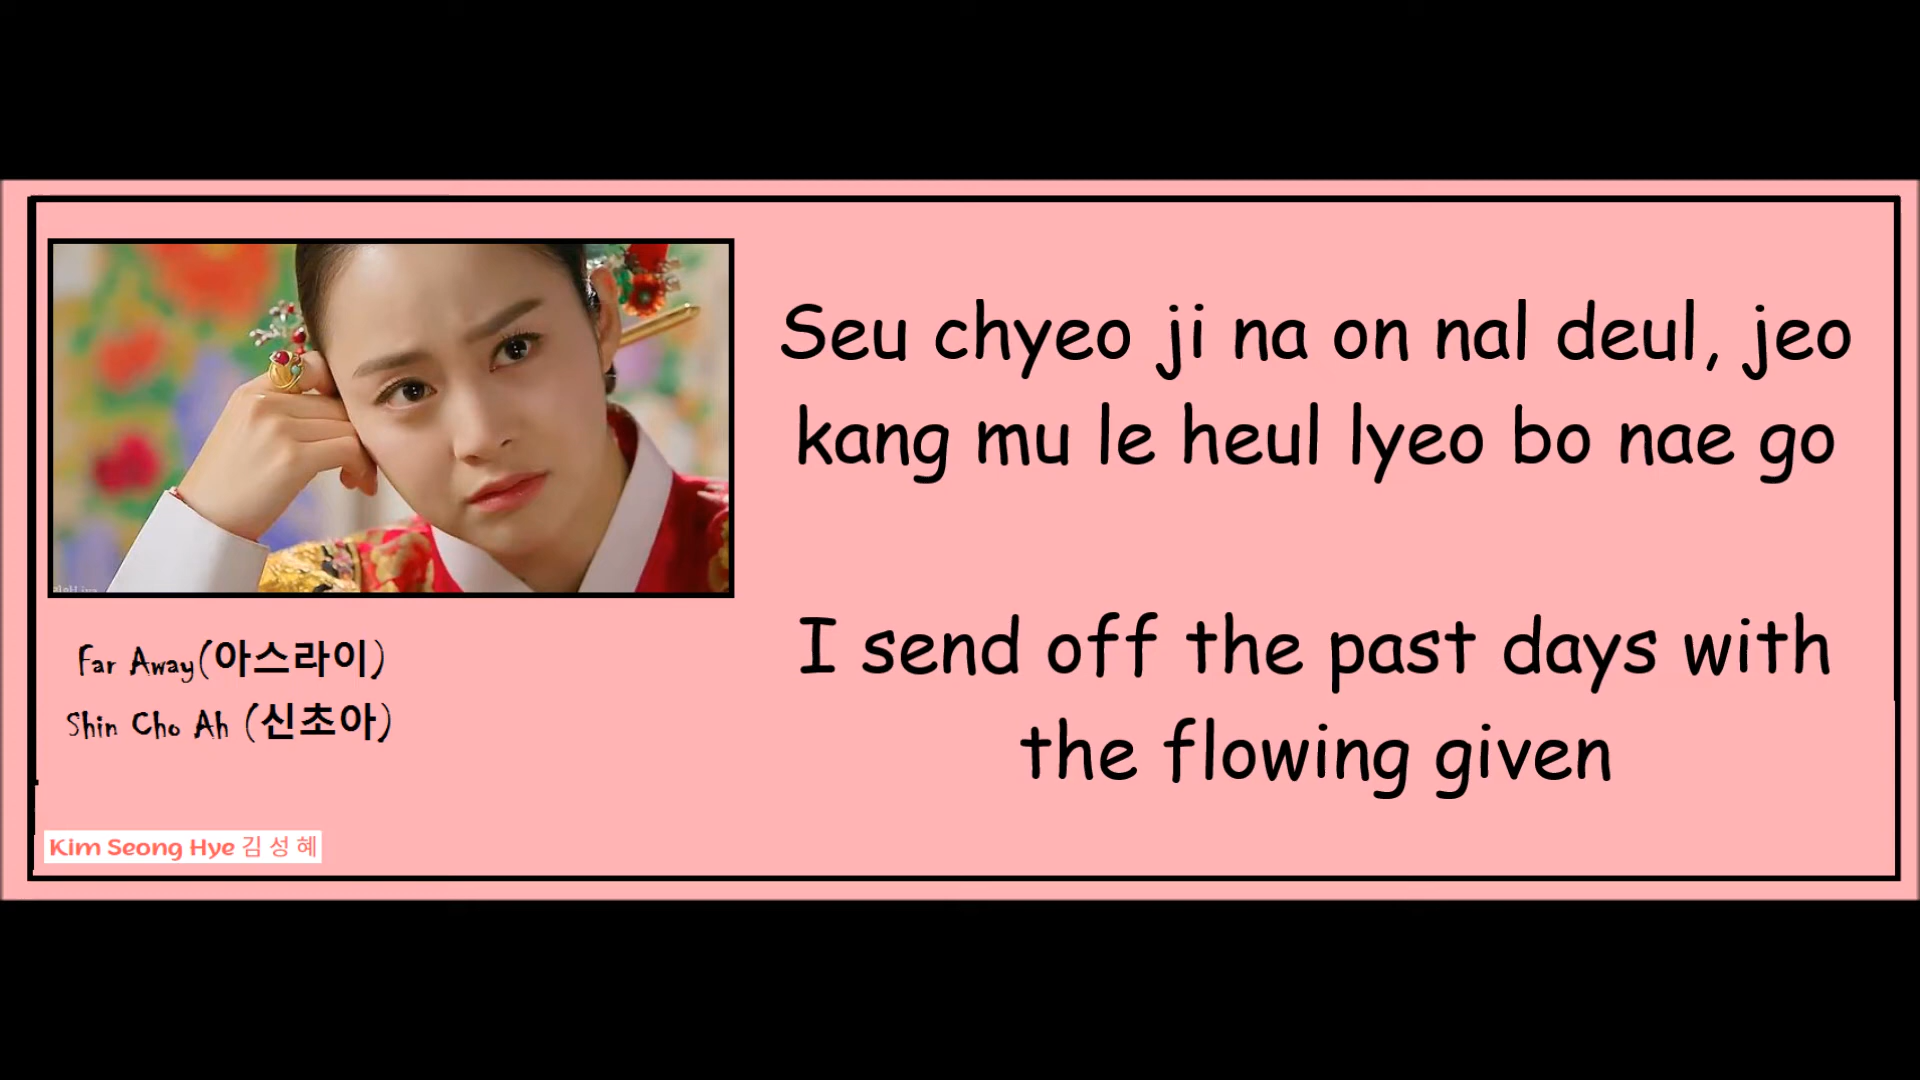 Seu chyeo ji na on nal deul, jeo
kang mu le heul lyeo bo nae go
I send off the past days with
the flowing given
Far Away(아스라이)
Shin Cho Ah (신초아)
Kim Seong Hye 김성혜